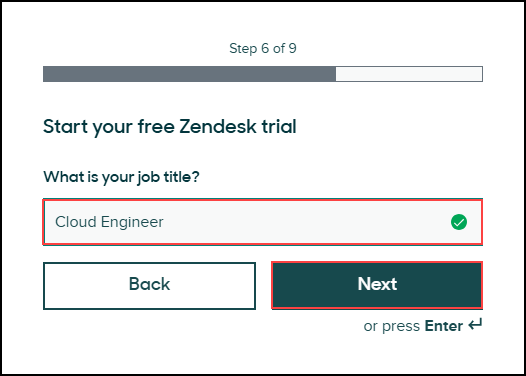 Step 6 of 9
Start your free Zendesk trial
What is your job title?
Cloud Engineer
Back
Next
or press Enter ↵